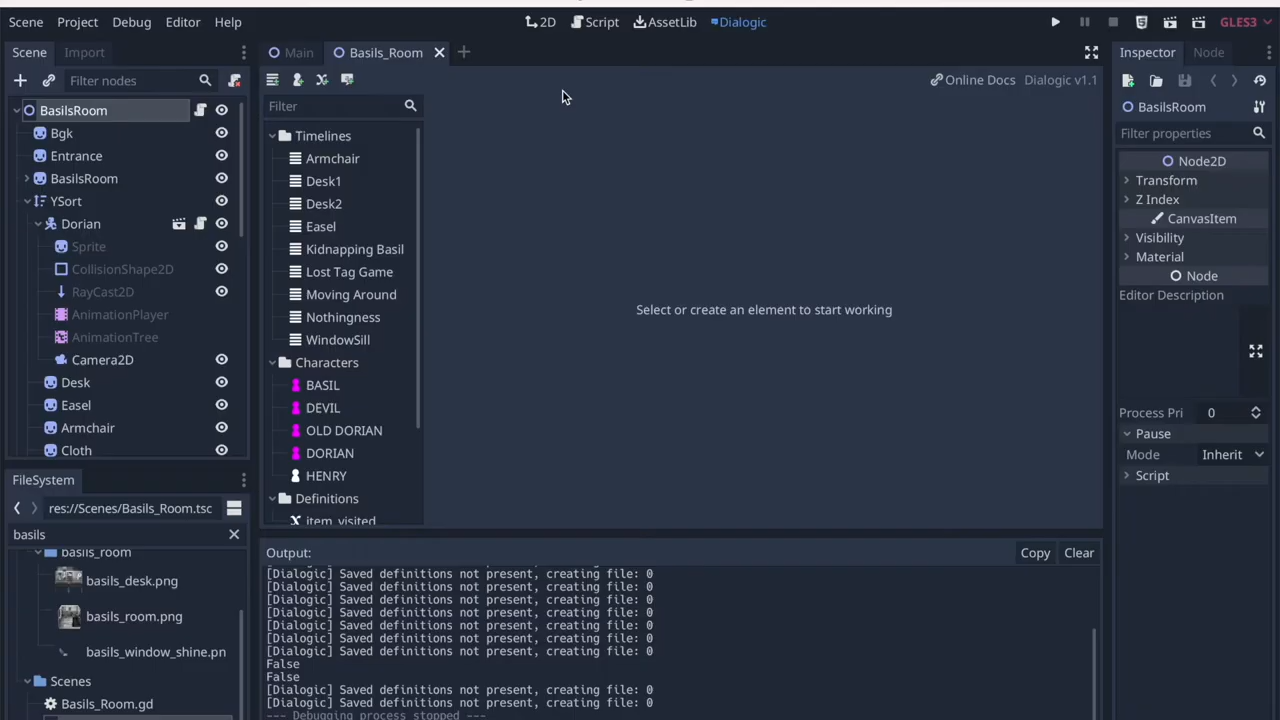 Scene Project Debug Editor Help
2D Script AssetLib Dialogic
GLES3
Scene Import
Filter nodes
BasilsRoom
Bgk
Entrance
BasilsRoom
YSort
Dorian
Sprite
CollisionShape2D
RayCast2D
AnimationPlayer
AnimationTree
Camera2D
Desk
Easel
Armchair
Cloth
FileSystem
res://Scenes/Basils_Room.tsc
basils
basils_room
basils_desk.png
basils_room.png
basils_window_shine.pn
Scenes
Basils_Room.gd
Main Basils_Room
Online Docs Dialogic v1.1
Filter
Timelines
Armchair
Desk1
Desk2
Easel
Kidnapping Basil
Lost Tag Game
Moving Around
Nothingness
WindowSill
Characters
BASIL
DEVIL
OLD DORIAN
DORIAN
HENRY
Definitions
item_visited
Select or create an element to start working
Output: Copy Clear
[Dialogic] Saved definitions not present, creating file: 0
[Dialogic] Saved definitions not present, creating file: 0
[Dialogic] Saved definitions not present, creating file: 0
[Dialogic] Saved definitions not present, creating file: 0
[Dialogic] Saved definitions not present, creating file: 0
[Dialogic] Saved definitions not present, creating file: 0
[Dialogic] Saved definitions not present, creating file: 0
False
False
[Dialogic] Saved definitions not present, creating file: 0
[Dialogic] Saved definitions not present, creating file: 0
--- Debugging process stopped ---
Inspector Node
BasilsRoom
Filter properties
Node2D
Transform
Z Index
CanvasItem
Visibility
Material
Node
Editor Description
Process Pri 0
Pause
Mode Inherit
Script